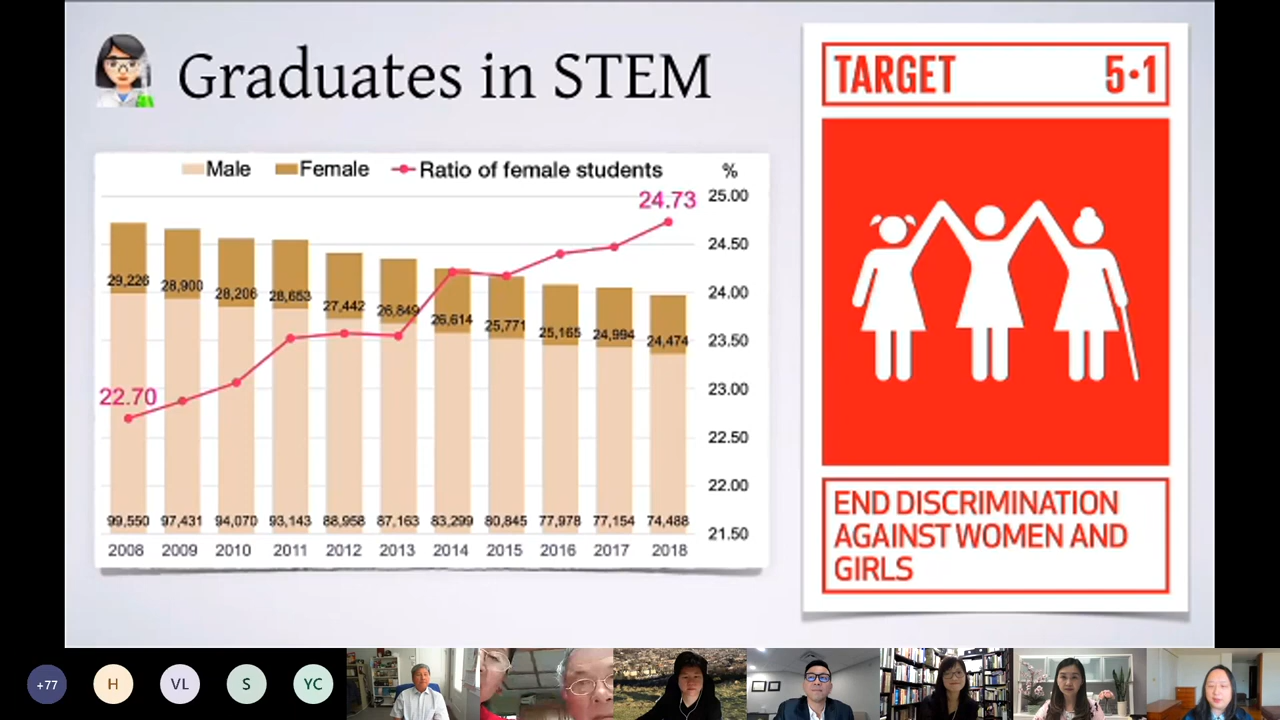 Graduates in STEM
TARGET 5·1
Male Female Ratio of female students %
25.00
24.50
24.00
23.50
23.00
22.50
22.00
21.50
22.70
24.73
29,226 28,900 28,206 28,653 27,442 26,849 26,614 25,771 25,165 24,994 24,474
99,550 97,431 94,070 93,143 88,958 87,163 83,299 80,845 77,978 77,154 74,488
2008 2009 2010 2011 2012 2013 2014 2015 2016 2017 2018
END DISCRIMINATION
AGAINST WOMEN AND
GIRLS
+77 H VL S YC